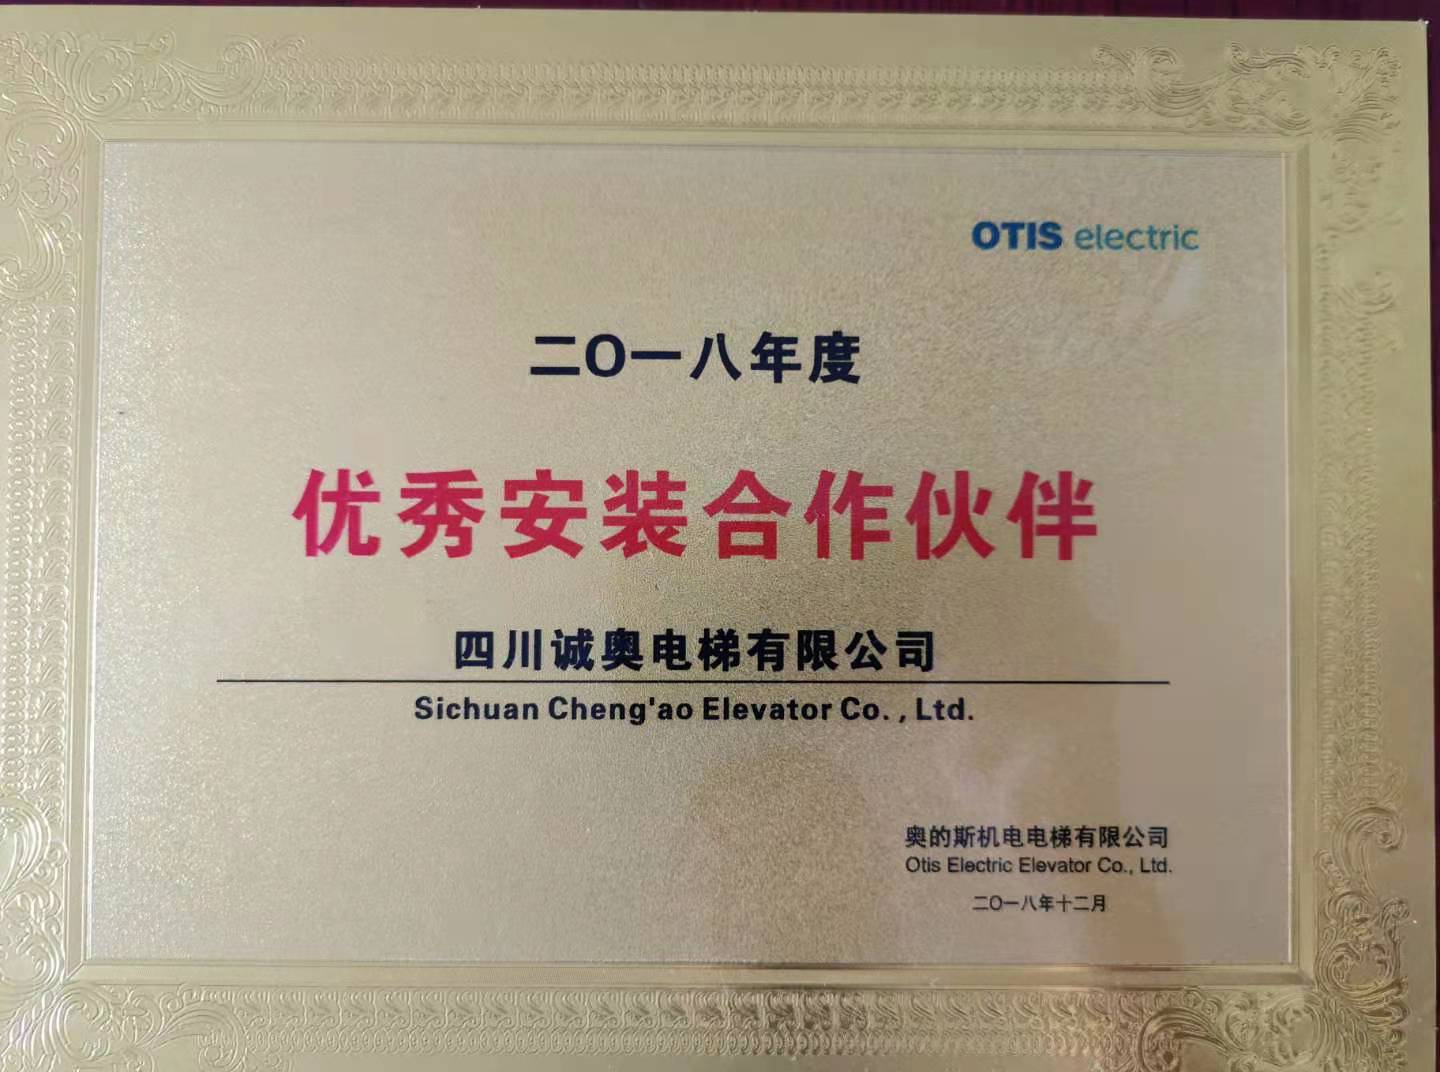 OTIS electric
二O一八年度
优秀安装合作伙伴
四川诚奥电梯有限公司
Sichuan Cheng'ao Elevator Co., Ltd.
奥的斯机电电梯有限公司
Otis Electric Elevator Co., Ltd.
二O一八年十二月